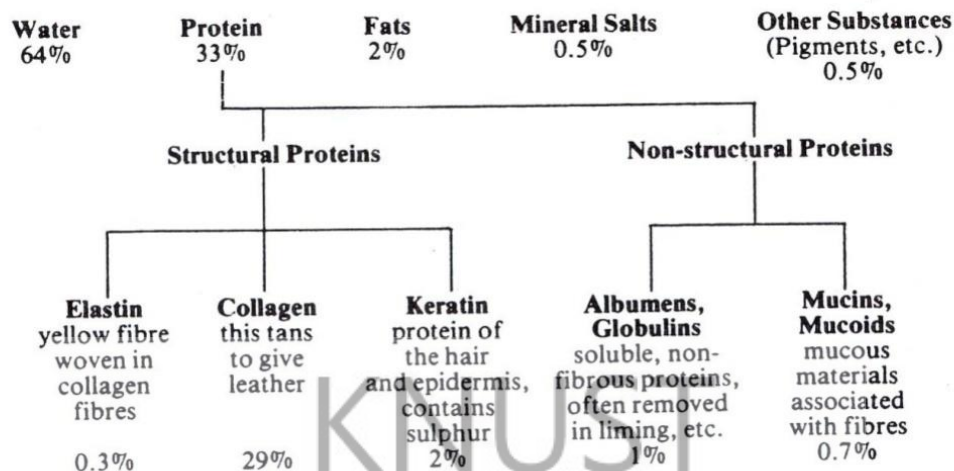 Water Protein Fats Mineral Salts Other Substances
(Pigments, etc.)
64% 33% 2% 0.5% 0.5%
Structural Proteins Non-structural Proteins
Elastin
yellow fibre
woven in
collagen
fibres
0.3%
Collagen
this tans
to give
leather
29%
Keratin
protein of
the hair
and epidermis,
contains
sulphur
2%
Albumens,
Globulins
soluble, non-
fibrous proteins,
often removed
in liming, etc.
1%
Mucins,
Mucoids
mucous
materials
associated
with fibres
0.7%
KNUST